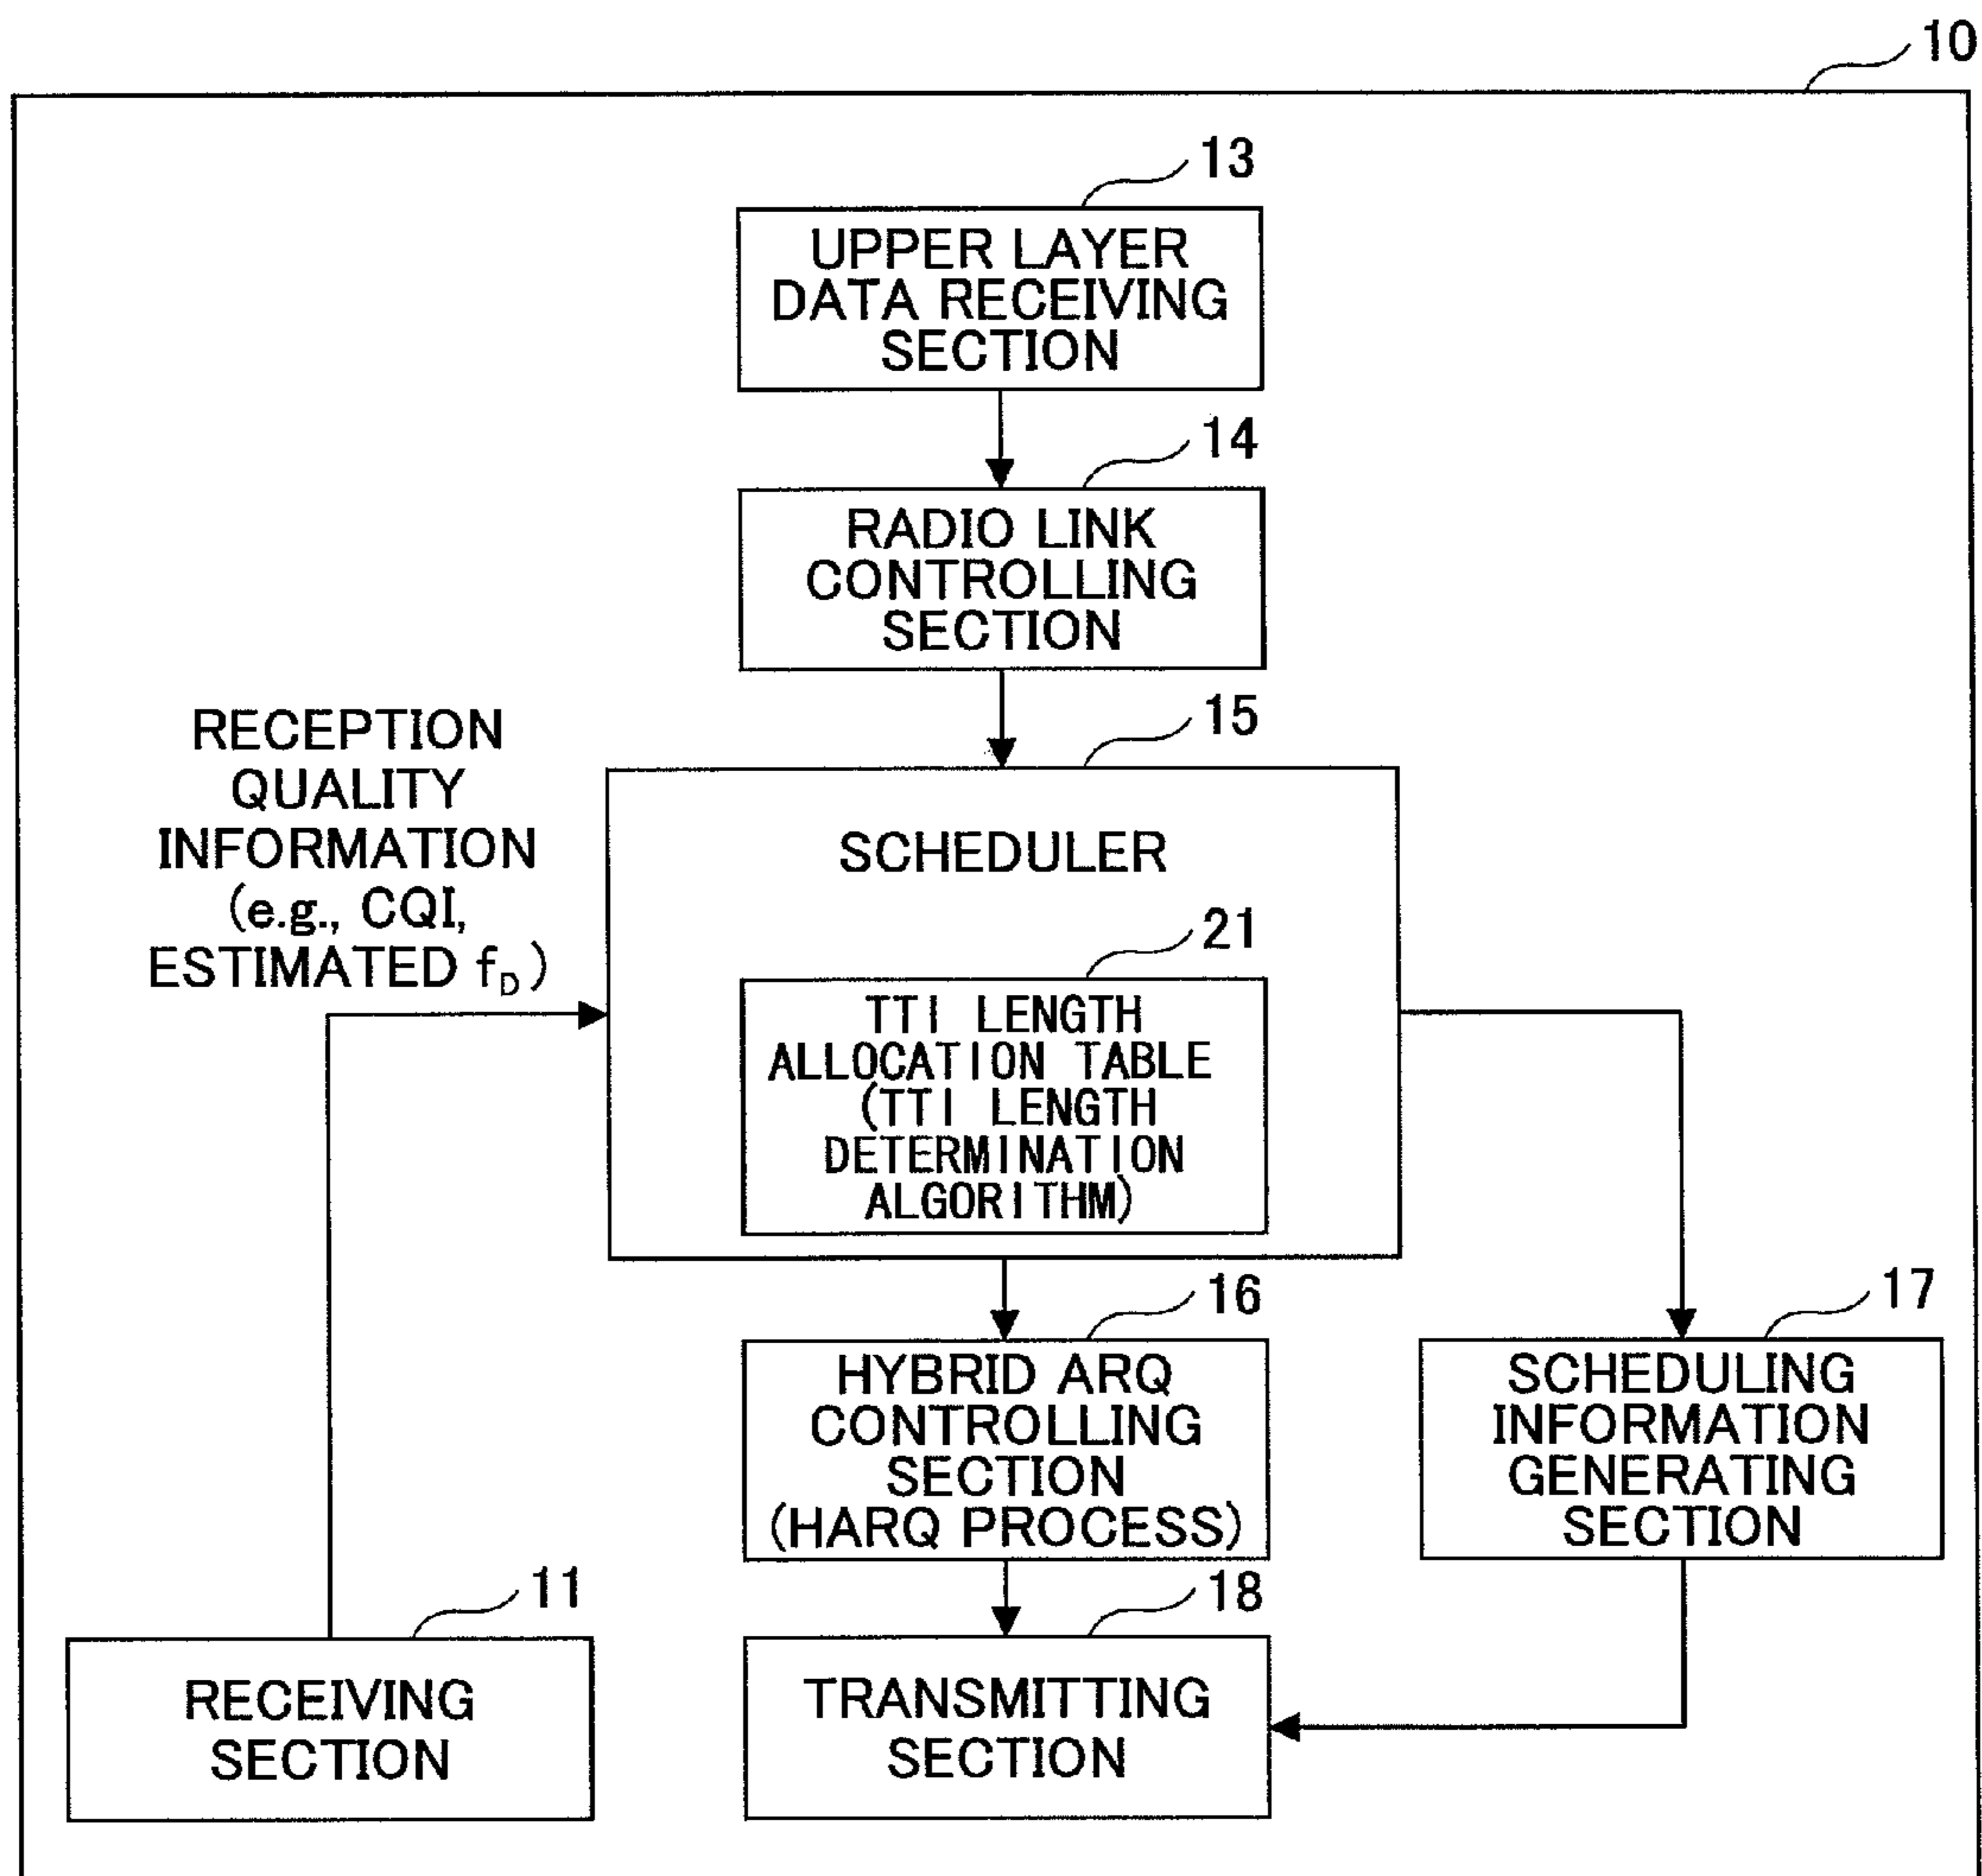 10
13
UPPER LAYER
DATA RECEIVING
SECTION
14
RADIO LINK
CONTROLLING
SECTION
15
RECEPTION
QUALITY
INFORMATION
(e.g., CQI,
ESTIMATED f_D)
SCHEDULER
21
TTI LENGTH
ALLOCATION TABLE
(TTI LENGTH
DETERMINATION
ALGORITHM)
16
HYBRID ARQ
CONTROLLING
SECTION
(HARQ PROCESS)
17
SCHEDULING
INFORMATION
GENERATING
SECTION
11
RECEIVING
SECTION
18
TRANSMITTING
SECTION